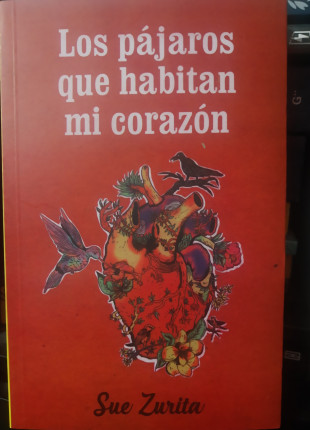 Los pájaros
que habitan
mi corazón
Sue Zurita